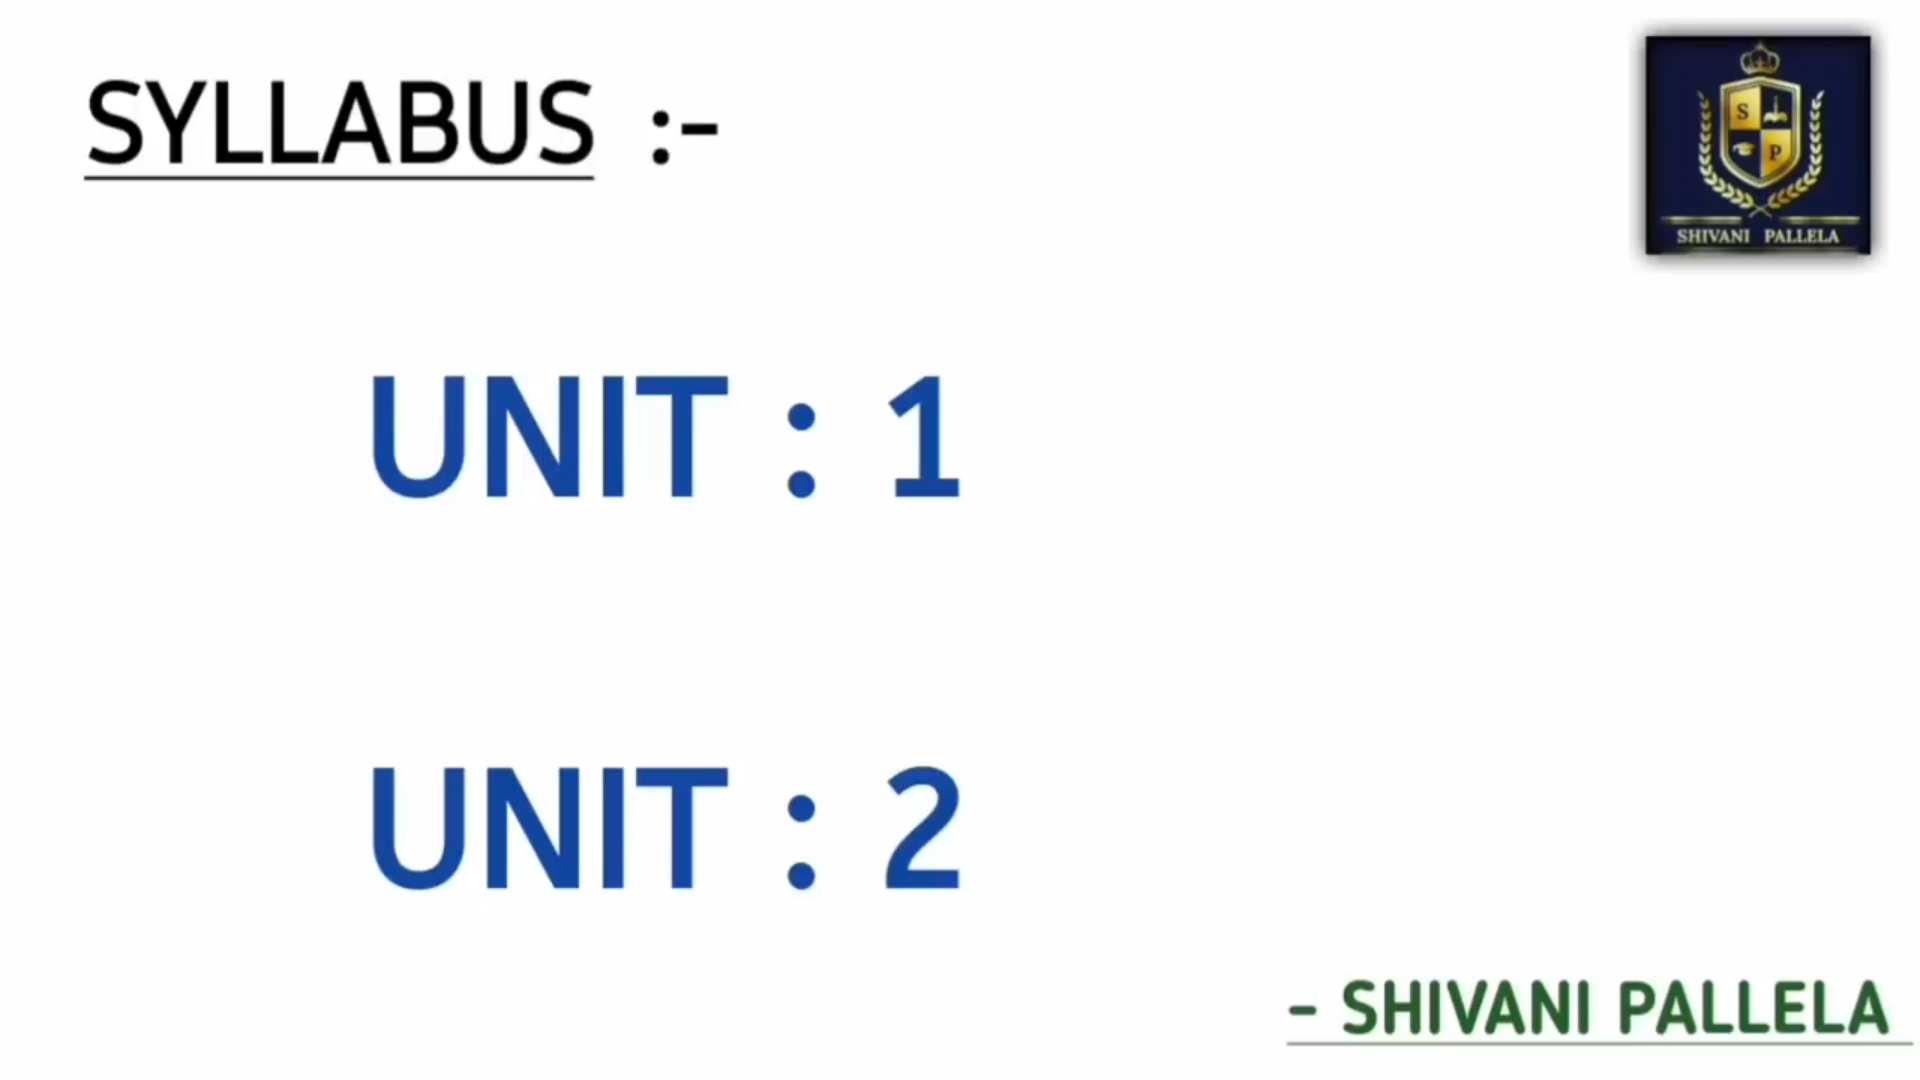 SYLLABUS :-
S
P
SHIVANI PALLELA
UNIT : 1
UNIT : 2
- SHIVANI PALLELA